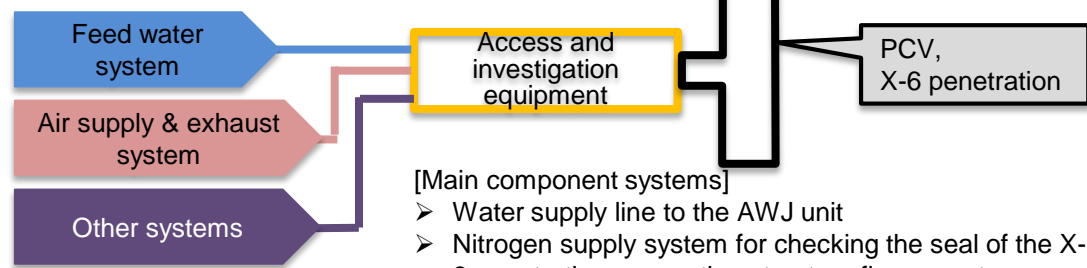 Feed water
system
Air supply & exhaust
system
Other systems
Access and
investigation
equipment
PCV,
X-6 penetration
[Main component systems]
➢ Water supply line to the AWJ unit
➢ Nitrogen supply system for checking the seal of the X-